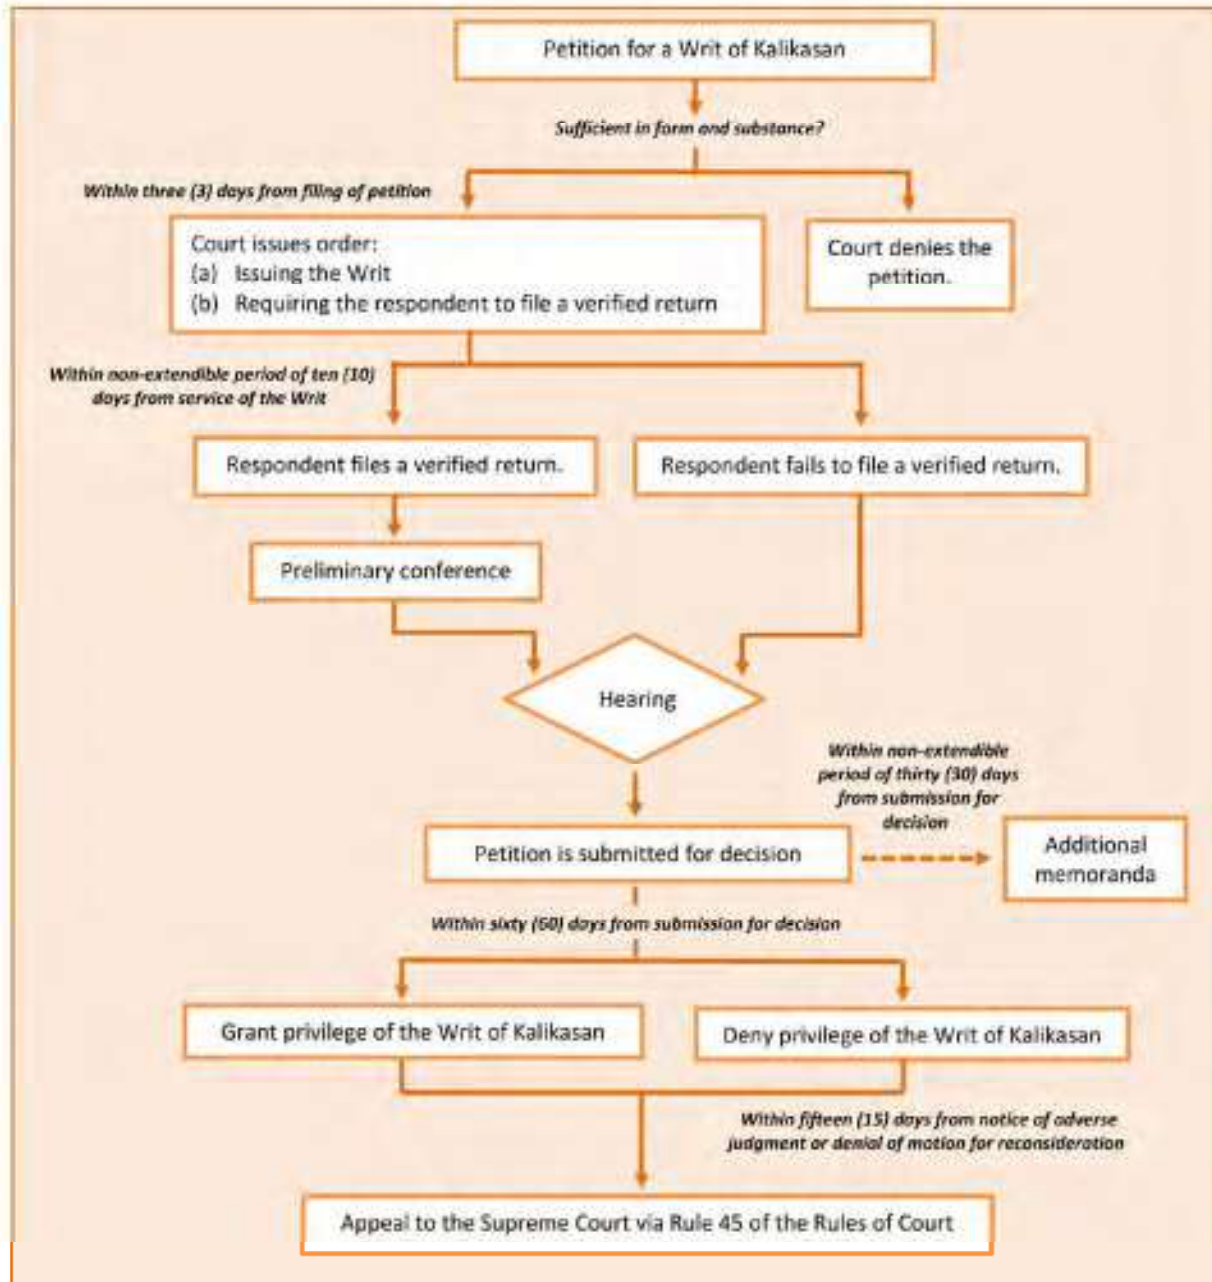 Petition for a Writ of Kalikasan
Sufficient in form and substance?
Within three (3) days from filing of petition
Court issues order:
(a) Issuing the Writ
(b) Requiring the respondent to file a verified return
Court denies the
petition.
Within non-extendible period of ten (10)
days from service of the Writ
Respondent files a verified return.
Respondent fails to file a verified return.
Preliminary conference
Hearing
Within non-extendible
period of thirty (30) days
from submission for
decision
Petition is submitted for decision
Additional
memoranda
Within sixty (60) days from submission for decision
Grant privilege of the Writ of Kalikasan
Deny privilege of the Writ of Kalikasan
Within fifteen (15) days from notice of adverse
judgment or denial of motion for reconsideration
Appeal to the Supreme Court via Rule 45 of the Rules of Court